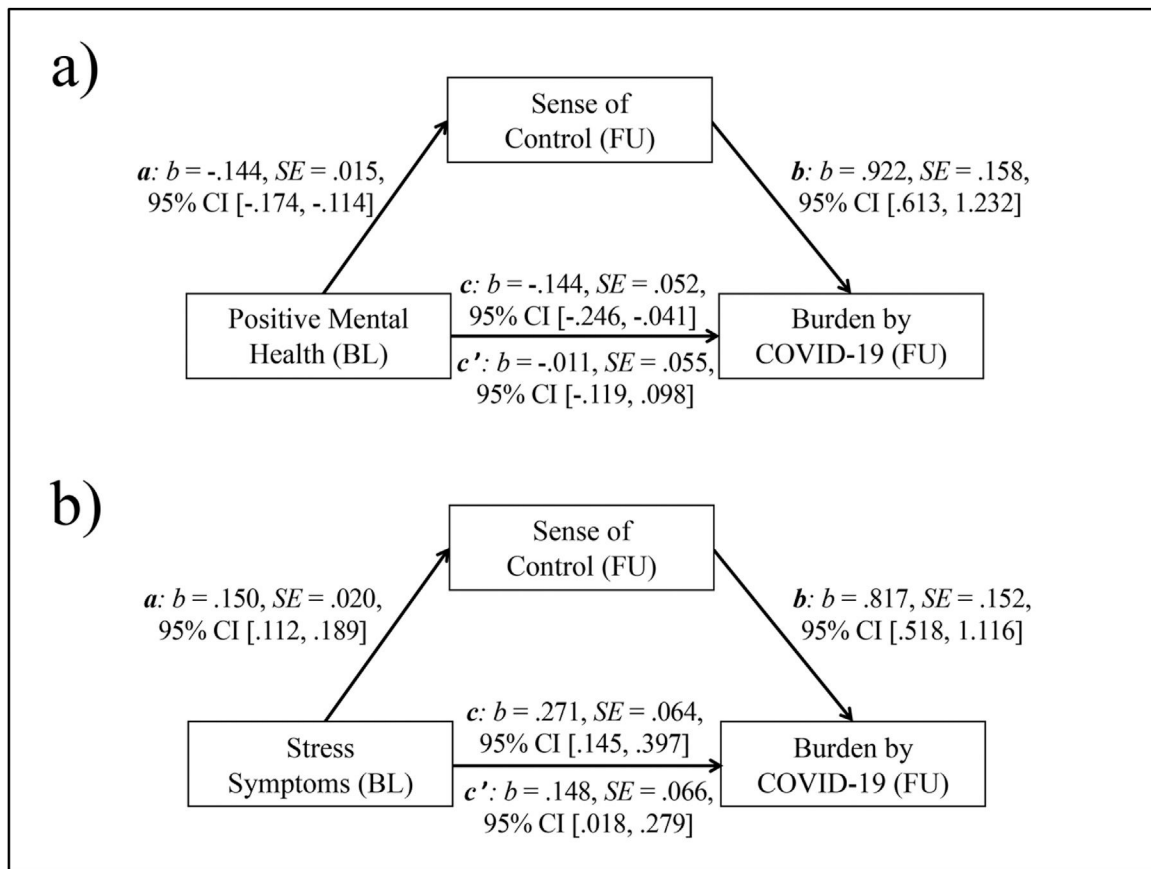 a)
Sense of
Control (FU)
a: b = -.144, SE = .015,
95% CI [-.174, -.114]
b: b = .922, SE = .158,
95% CI [.613, 1.232]
Positive Mental
Health (BL)
c: b = -.144, SE = .052,
95% CI [-.246, -.041]
c’: b = -.011, SE = .055,
95% CI [-.119, .098]
Burden by
COVID-19 (FU)
b)
Sense of
Control (FU)
a: b = .150, SE = .020,
95% CI [.112, .189]
b: b = .817, SE = .152,
95% CI [.518, 1.116]
Stress
Symptoms (BL)
c: b = .271, SE = .064,
95% CI [.145, .397]
c’: b = .148, SE = .066,
95% CI [.018, .279]
Burden by
COVID-19 (FU)